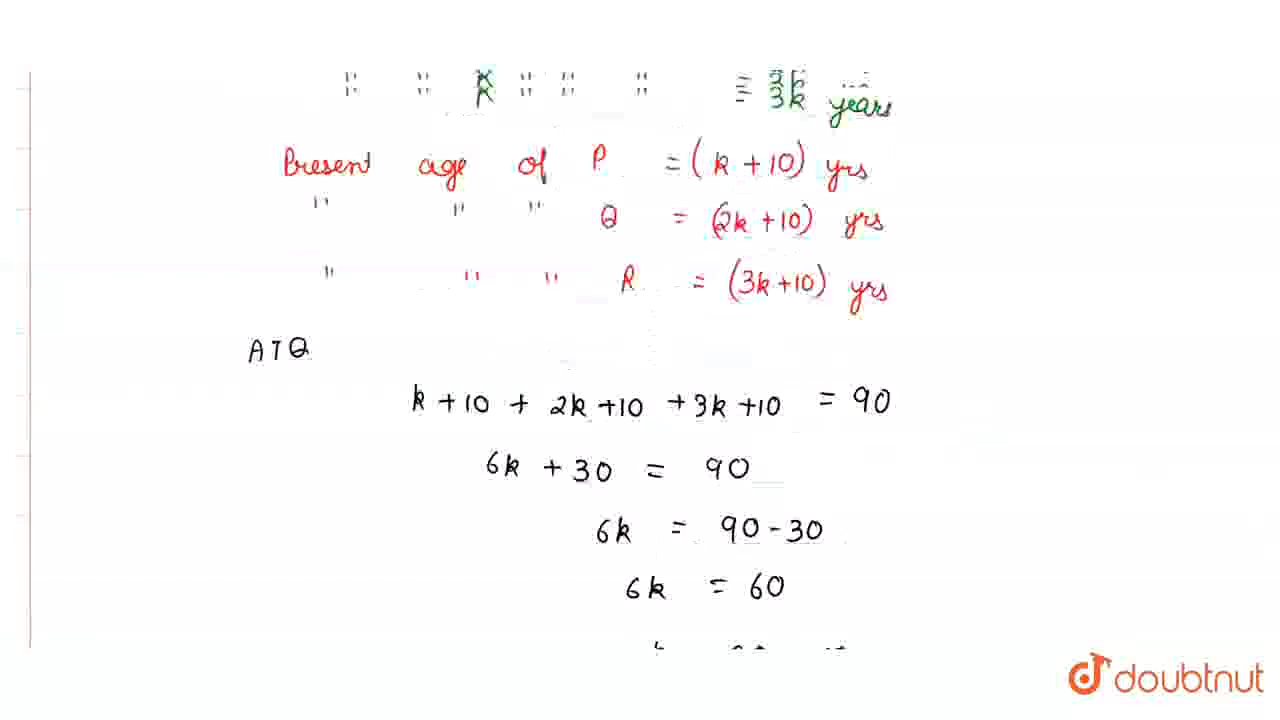 " " R " " " = 3k years
Present age of P = (k + 10) yrs
" " " Q = (2k + 10) yrs
" " " R = (3k + 10) yrs
ATQ
k + 10 + 2k + 10 + 3k + 10 = 90
6k + 30 = 90
6k = 90 - 30
6k = 60
doubtnut